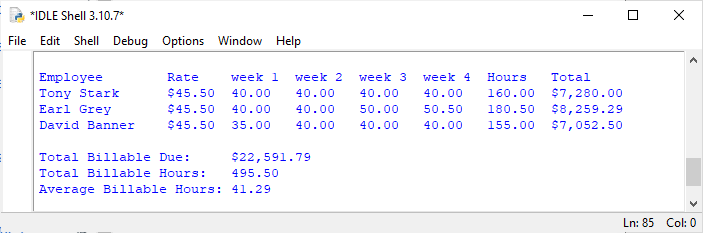 *IDLE Shell 3.10.7*
File Edit Shell Debug Options Window Help
Employee Rate week 1 week 2 week 3 week 4 Hours Total
Tony Stark $45.50 40.00 40.00 40.00 40.00 160.00 $7,280.00
Earl Grey $45.50 40.00 40.00 50.00 50.50 180.50 $8,259.29
David Banner $45.50 35.00 40.00 40.00 40.00 155.00 $7,052.50
Total Billable Due: $22,591.79
Total Billable Hours: 495.50
Average Billable Hours: 41.29
Ln: 85 Col: 0